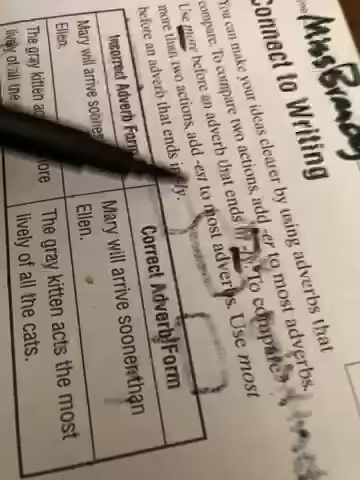 Miss Brandy
Connect to Writing
You can make your ideas clearer by using adverbs that
compare. To compare two actions, add -er to most adverbs.
Use more before an adverb that ends in -ly. To compare
more than two actions, add -est to most adverbs. Use most
before an adverb that ends in -ly.
Incorrect Adverb Form
Correct Adverb Form
Mary will arrive sooner
Ellen.
Mary will arrive sooner than
Ellen.
The gray kitten more
lively of all the
The gray kitten acts the most
lively of all the cats.